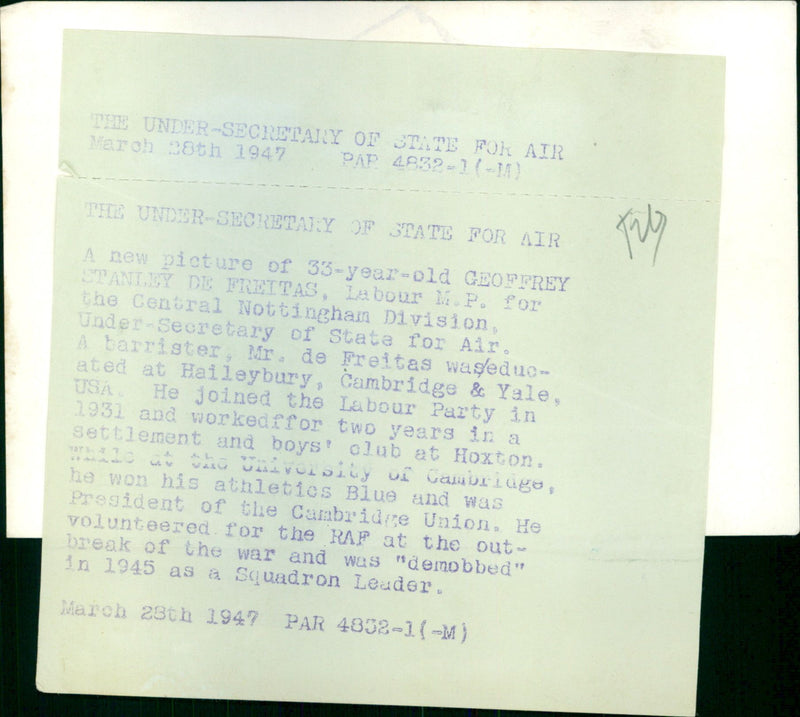 THE UNDER-SECRETARY OF STATE FOR AIR
March 28th 1947 PAR 4832-1(-M)
THE UNDER-SECRETARY OF STATE FOR AIR
A new picture of 33-year-old GEOFFREY
STANLEY DE FREITAS, Labour M.P. for
the Central Nottingham Division,
Under-Secretary of State for Air.
A barrister, Mr. de Freitas was/educ-
ated at Haileybury, Cambridge & Yale,
USA. He joined the Labour Party in
1931 and workedffor two years in a
settlement and boys' club at Hoxton.
While at the University of Cambridge,
he won his athletics Blue and was
President of the Cambridge Union. He
volunteered for the RAF at the out-
break of the war and was "demobbed"
in 1945 as a Squadron Leader.
March 28th 1947 PAR 4832-1(-M)